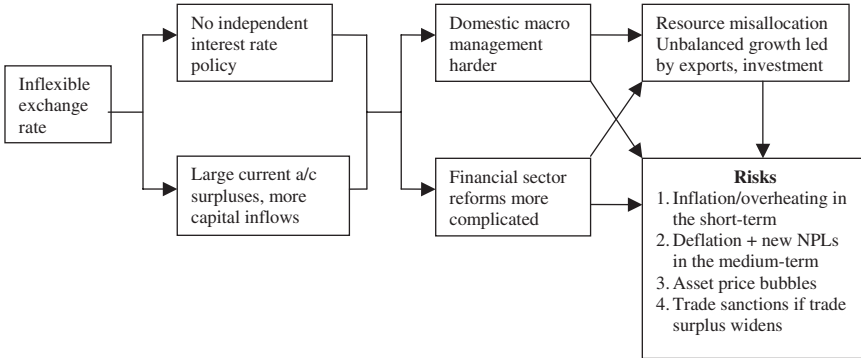 Inflexible
exchange
rate
No independent
interest rate
policy
Large current a/c
surpluses, more
capital inflows
Domestic macro
management
harder
Financial sector
reforms more
complicated
Resource misallocation
Unbalanced growth led
by exports, investment
Risks
1. Inflation/overheating in
the short-term
2. Deflation + new NPLs
in the medium-term
3. Asset price bubbles
4. Trade sanctions if trade
surplus widens